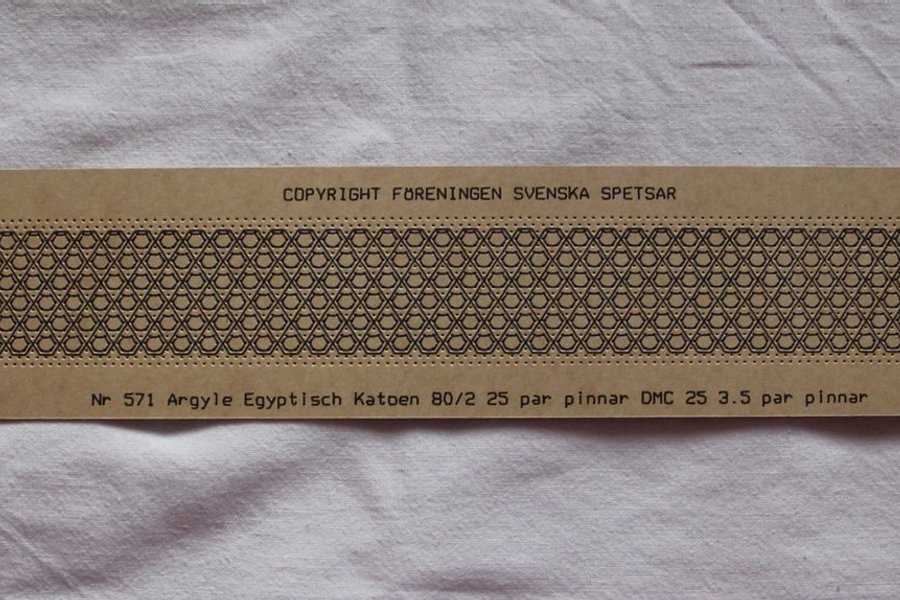 COPYRIGHT FÖRENINGEN SVENSKA SPETSAR
Nr 571 Argyle Egyptisch Katoen 80/2 25 par pinnar DMC 25 3.5 par pinnar